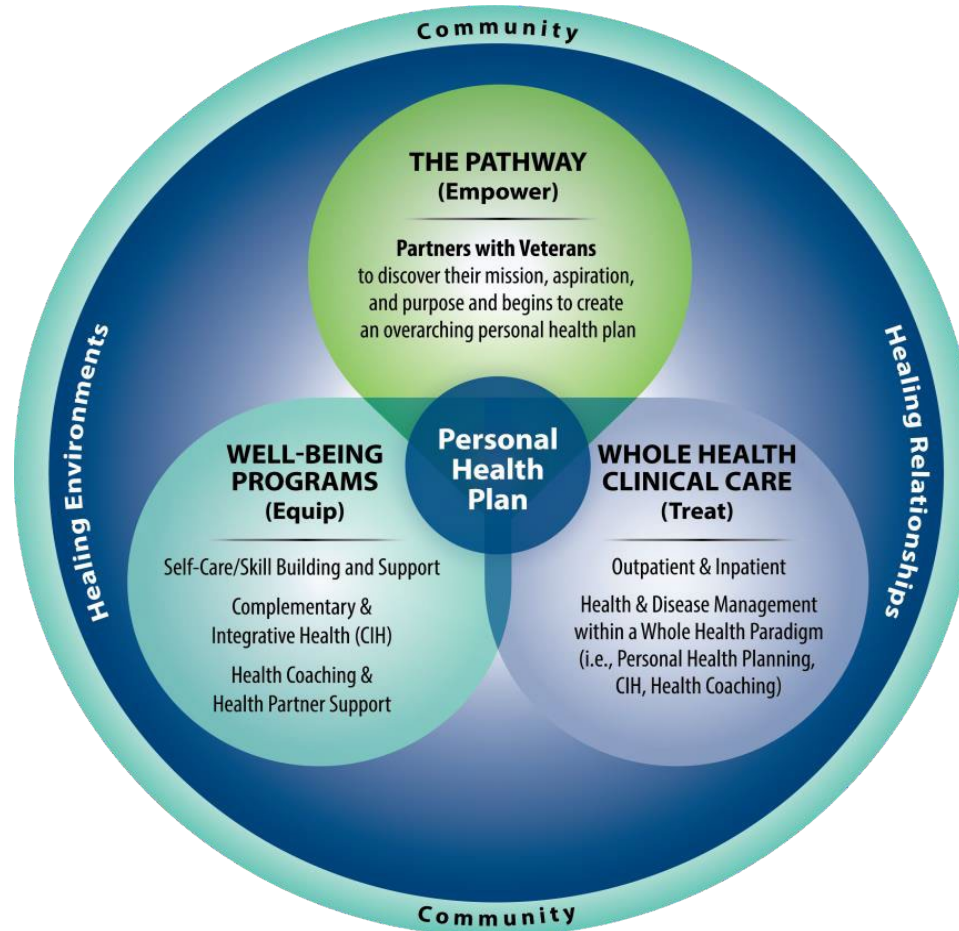 Community
THE PATHWAY
(Empower)
Partners with Veterans
to discover their mission, aspiration,
and purpose and begins to create
an overarching personal health plan
Healing Environments
Healing Relationships
Personal
Health
Plan
WELL-BEING
PROGRAMS
(Equip)
Self-Care/Skill Building and Support
Complementary &
Integrative Health (CIH)
Health Coaching &
Health Partner Support
WHOLE HEALTH
CLINICAL CARE
(Treat)
Outpatient & Inpatient
Health & Disease Management
within a Whole Health Paradigm
(i.e., Personal Health Planning,
CIH, Health Coaching)
Community